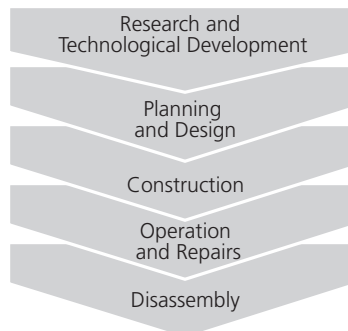 Research and
Technological Development
Planning
and Design
Construction
Operation
and Repairs
Disassembly